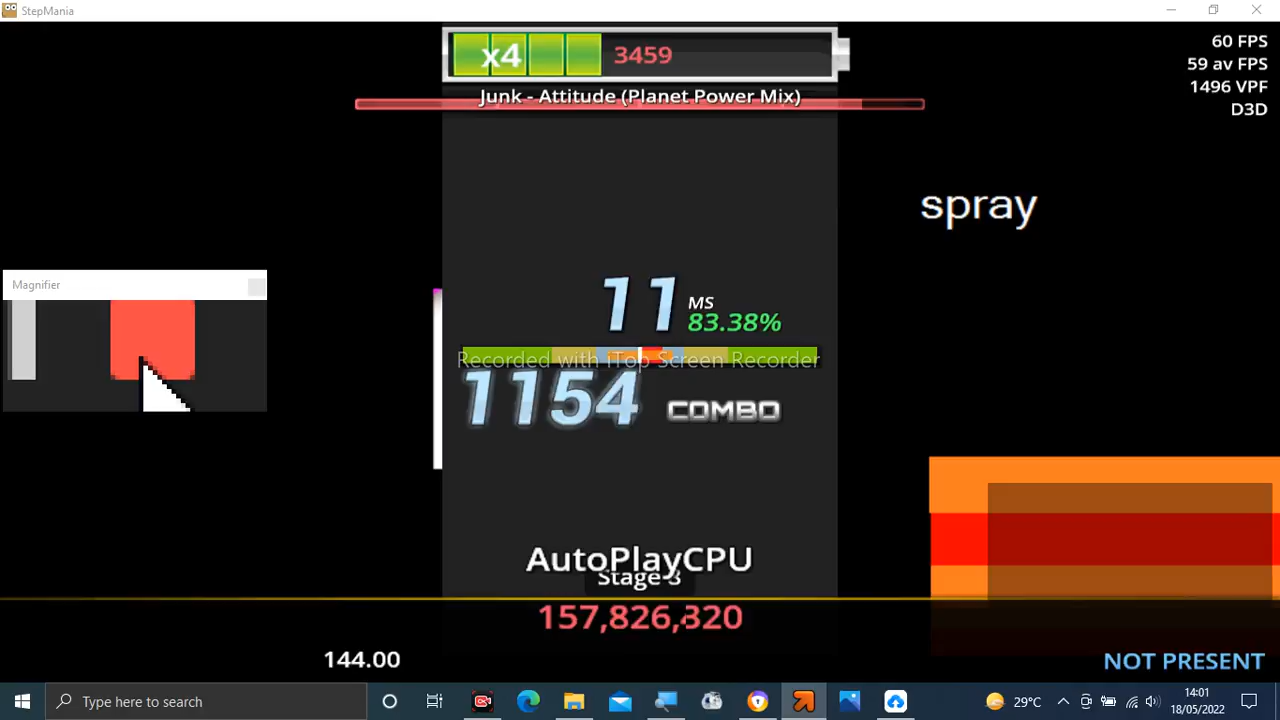 StepMania
60 FPS
59 av FPS
1496 VPF
D3D
x4 3459
Junk - Attitude (Planet Power Mix)
spray
Magnifier
11 MS
83.38%
Recorded with iTop Screen Recorder
1154 COMBO
AutoPlayCPU
Stage 3
157,826,320
144.00
NOT PRESENT
Type here to search
29°C
14:01
18/05/2022